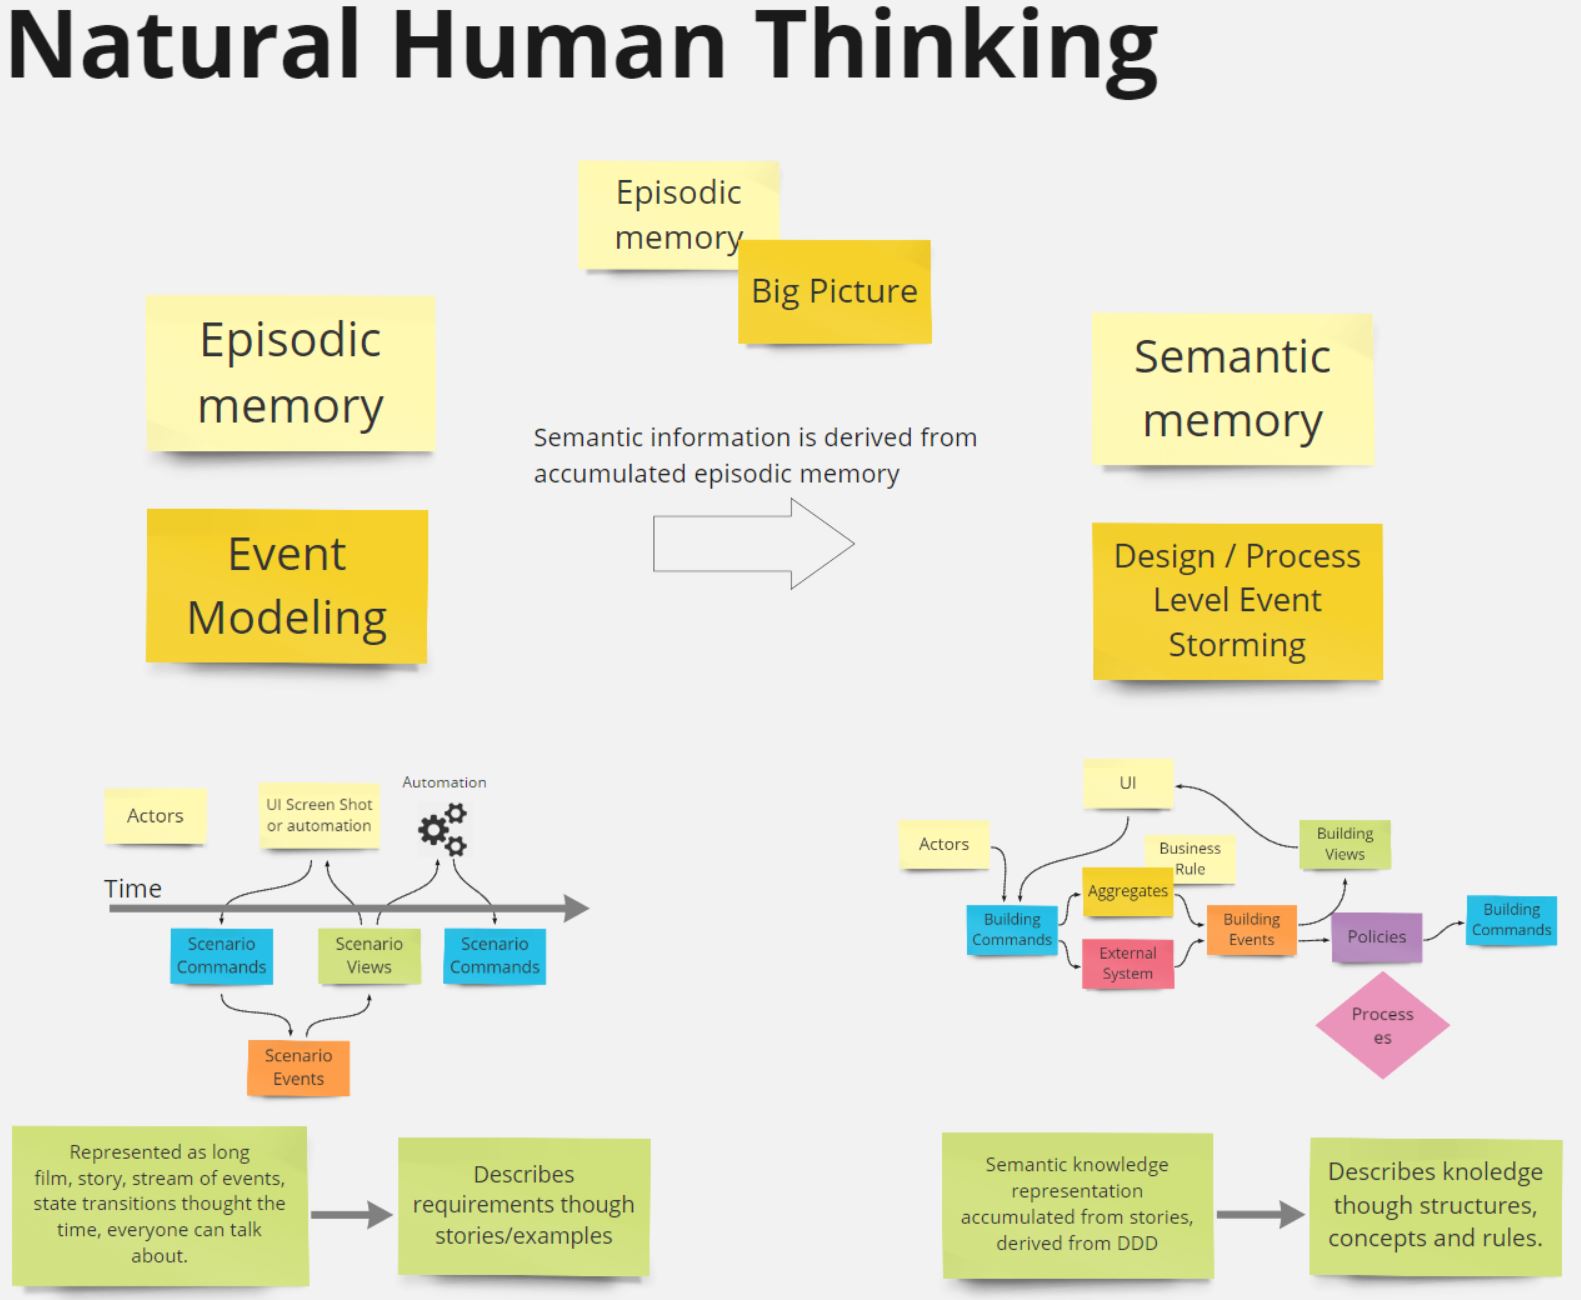 Natural Human Thinking
Episodic
memory
Big Picture
Episodic
memory
Semantic
memory
Semantic information is derived from
accumulated episodic memory
Event
Modeling
Design / Process
Level Event
Storming
Automation
Actors
UI Screen Shot
or automation
Time
Scenario
Commands
Scenario
Views
Scenario
Commands
Scenario
Events
UI
Actors
Business
Rule
Building
Views
Aggregates
Building
Commands
External
System
Building
Events
Policies
Building
Commands
Process
es
Represented as long
film, story, stream of events,
state transitions thought the
time, everyone can talk
about.
Describes
requirements though
stories/examples
Semantic knowledge
representation
accumulated from stories,
derived from DDD
Describes knoledge
though structures,
concepts and rules.